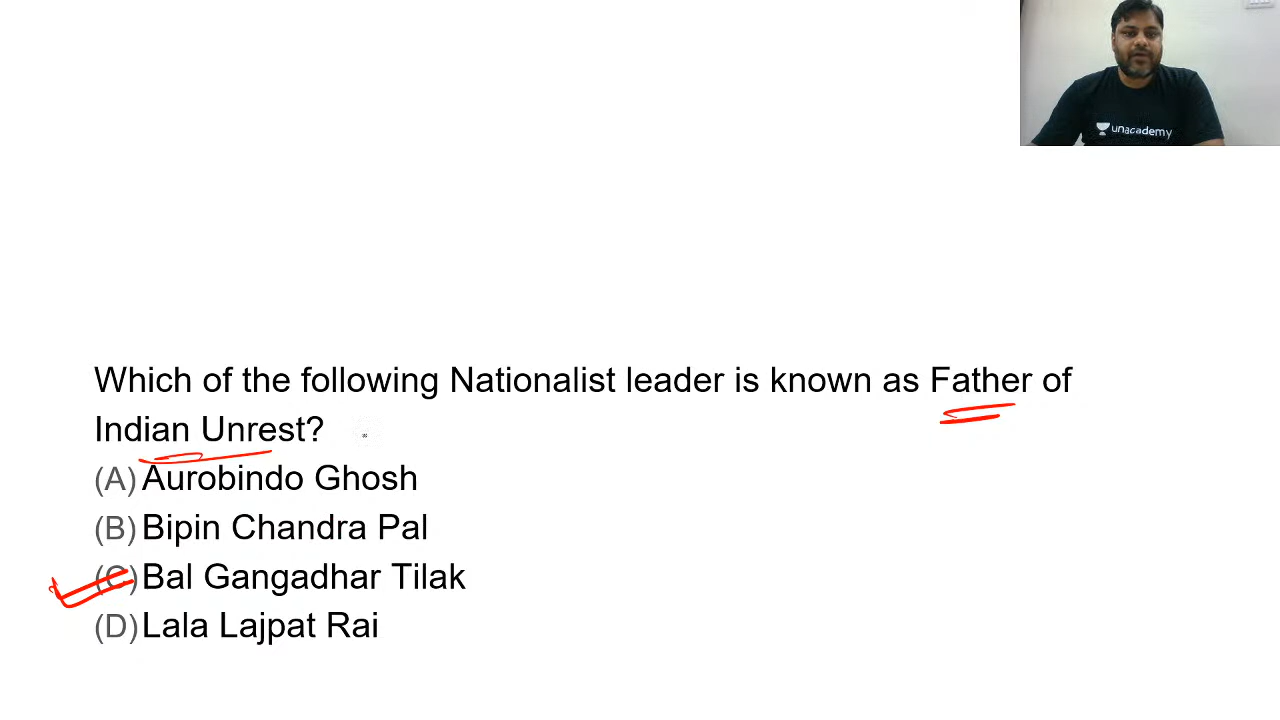 unacademy
Which of the following Nationalist leader is known as Father of
Indian Unrest?
(A) Aurobindo Ghosh
(B) Bipin Chandra Pal
(C) Bal Gangadhar Tilak
(D) Lala Lajpat Rai